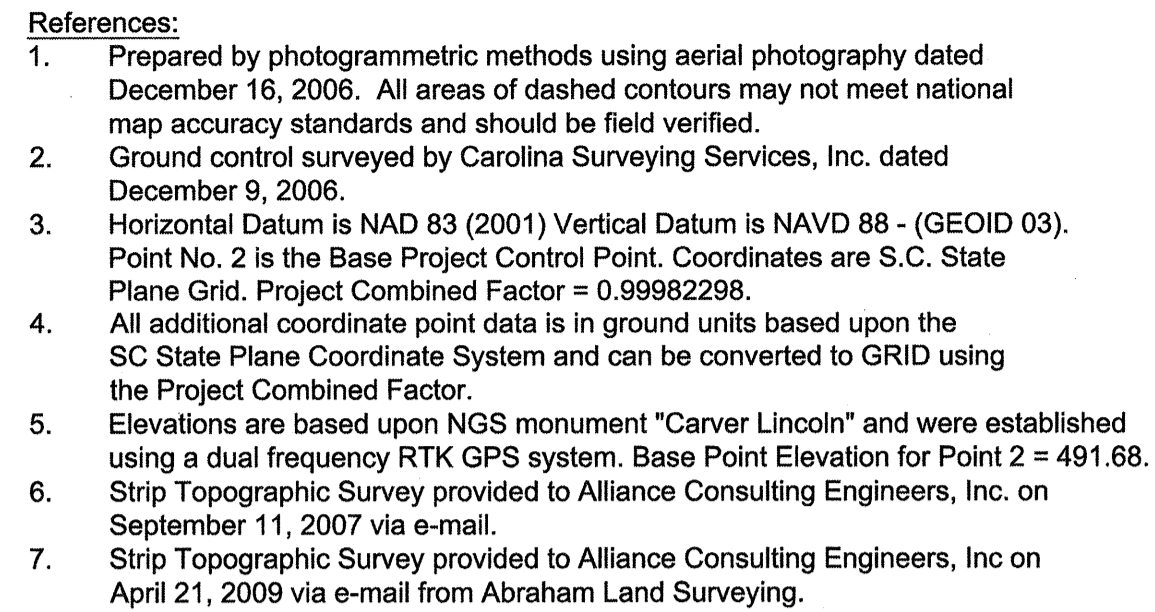 References:
1. Prepared by photogrammetric methods using aerial photography dated
December 16, 2006. All areas of dashed contours may not meet national
map accuracy standards and should be field verified.
2. Ground control surveyed by Carolina Surveying Services, Inc. dated
December 9, 2006.
3. Horizontal Datum is NAD 83 (2001) Vertical Datum is NAVD 88 - (GEOID 03).
Point No. 2 is the Base Project Control Point. Coordinates are S.C. State
Plane Grid. Project Combined Factor = 0.99982298.
4. All additional coordinate point data is in ground units based upon the
SC State Plane Coordinate System and can be converted to GRID using
the Project Combined Factor.
5. Elevations are based upon NGS monument "Carver Lincoln" and were established
using a dual frequency RTK GPS system. Base Point Elevation for Point 2 = 491.68.
6. Strip Topographic Survey provided to Alliance Consulting Engineers, Inc. on
September 11, 2007 via e-mail.
7. Strip Topographic Survey provided to Alliance Consulting Engineers, Inc on
April 21, 2009 via e-mail from Abraham Land Surveying.